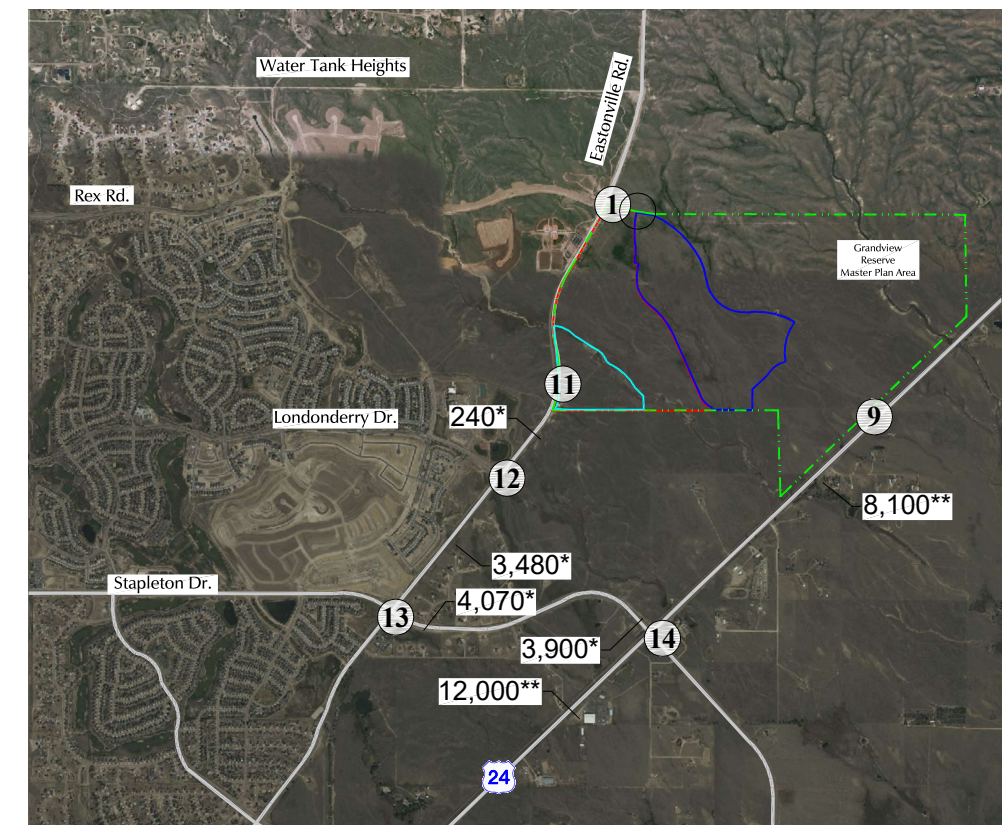 Water Tank Heights
Eastonville Rd.
Rex Rd.
1
Grandview
Reserve
Master Plan Area
11
240*
Londonderry Dr.
9
12
8,100**
3,480*
Stapleton Dr.
4,070*
13
3,900*
14
12,000**
24